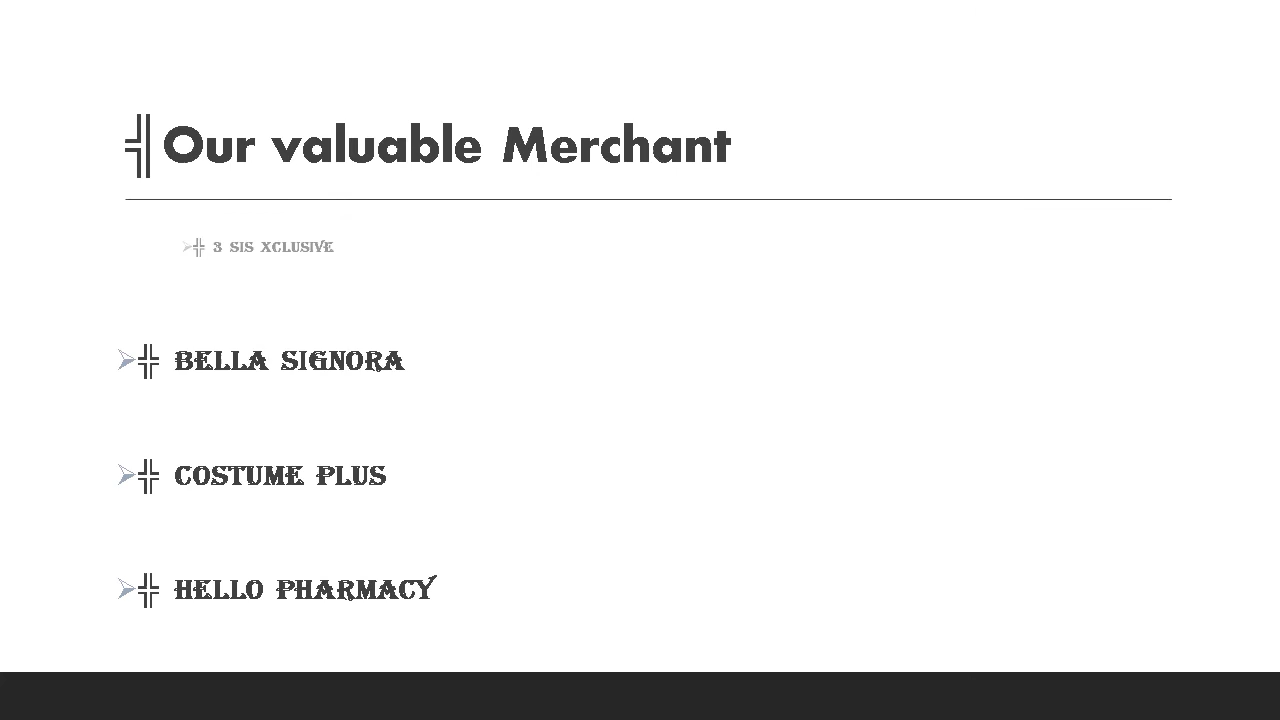 ╣Our valuable Merchant
➢╬ 3 SIS XCLUSIVE
➢╬ BELLA SIGNORA
➢╬ COSTUME PLUS
➢╬ HELLO PHARMACY